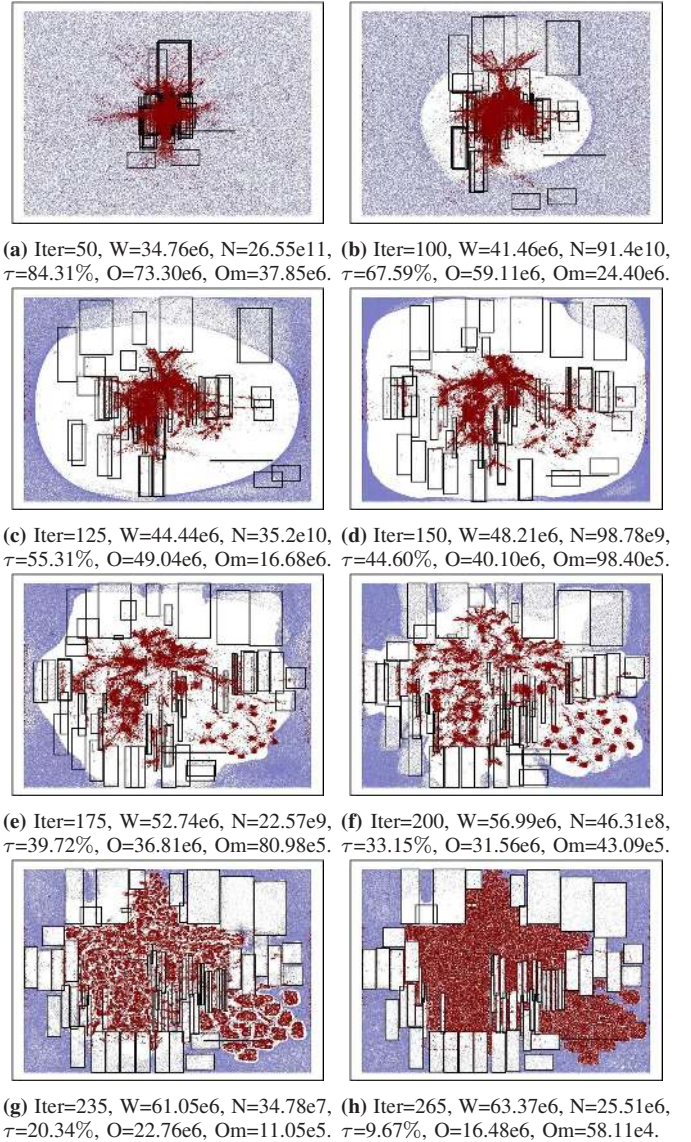 (a) Iter=50, W=34.76e6, N=26.55e11, τ=84.31%, O=73.30e6, Om=37.85e6.
(b) Iter=100, W=41.46e6, N=91.4e10, τ=67.59%, O=59.11e6, Om=24.40e6.
(c) Iter=125, W=44.44e6, N=35.2e10, τ=55.31%, O=49.04e6, Om=16.68e6.
(d) Iter=150, W=48.21e6, N=98.78e9, τ=44.60%, O=40.10e6, Om=98.40e5.
(e) Iter=175, W=52.74e6, N=22.57e9, τ=39.72%, O=36.81e6, Om=80.98e5.
(f) Iter=200, W=56.99e6, N=46.31e8, τ=33.15%, O=31.56e6, Om=43.09e5.
(g) Iter=235, W=61.05e6, N=34.78e7, τ=20.34%, O=22.76e6, Om=11.05e5.
(h) Iter=265, W=63.37e6, N=25.51e6, τ=9.67%, O=16.48e6, Om=58.11e4.